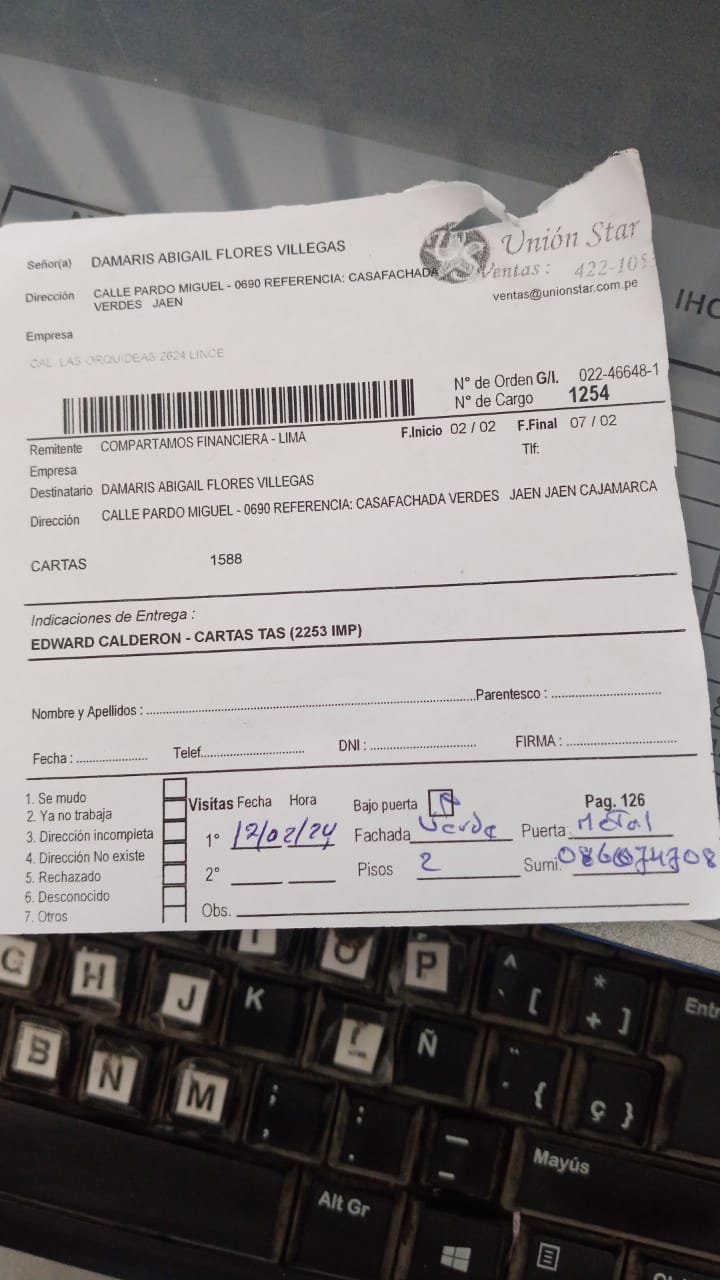 Señor(a) DAMARIS ABIGAIL FLORES VILLEGAS
Unión Star
Dirección CALLE PARDO MIGUEL - 0690 REFERENCIA: CASAFACHADA
VERDES JAEN
Ventas : 422-105
ventas@unionstar.com.pe
Empresa
CAL. LAS ORQUIDEAS 2624 LINCE
N° de Orden G/I. 022-46648-1
N° de Cargo 1254
Remitente COMPARTAMOS FINANCIERA - LIMA
F.Inicio 02 / 02 F.Final 07 / 02
Empresa
Tlf:
Destinatario DAMARIS ABIGAIL FLORES VILLEGAS
Dirección CALLE PARDO MIGUEL - 0690 REFERENCIA: CASAFACHADA VERDES JAEN JAEN CAJAMARCA
CARTAS 1588
Indicaciones de Entrega :
EDWARD CALDERON - CARTAS TAS (2253 IMP)
Nombre y Apellidos : Parentesco :
Fecha : Telef. DNI : FIRMA :
1. Se mudo
2. Ya no trabaja
3. Dirección incompleta
4. Dirección No existe
5. Rechazado
6. Desconocido
7. Otros
Visitas Fecha Hora Bajo puerta Pag. 126
1° 12/02/24 Fachada Verde Puerta Metal
2° Pisos 2 Sumi.
Obs.
G H J K P ^ ` [ * + ] Entr
B N M ; , : . Ñ ¨ { ç }
Mayús
Alt Gr